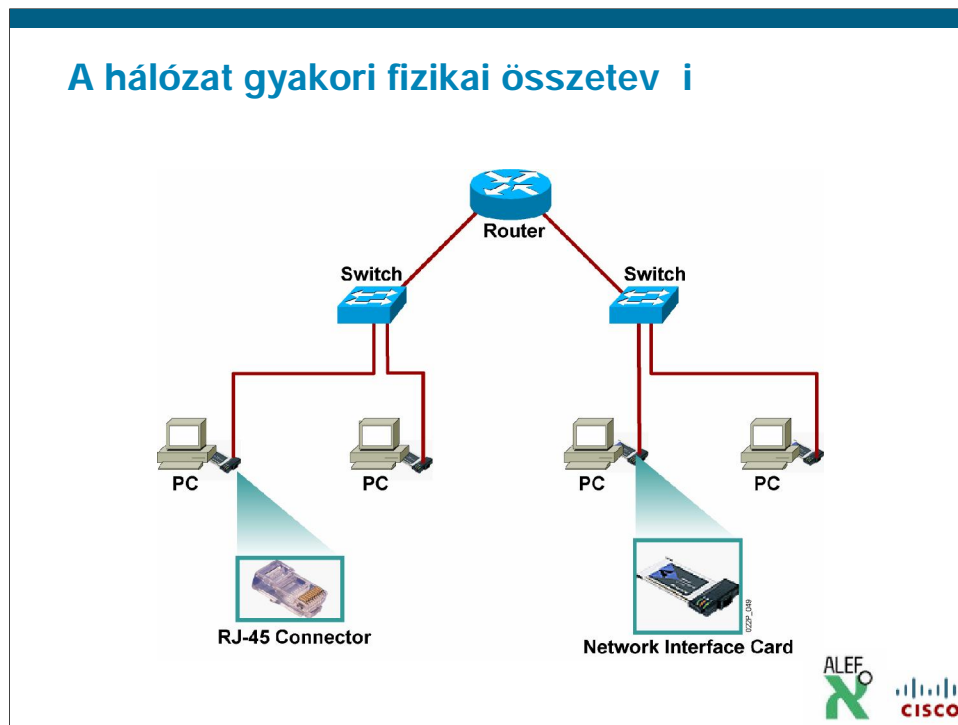 A hálózat gyakori fizikai összetev i
Router
Switch
Switch
PC
PC
PC
PC
RJ-45 Connector
022P_049
Network Interface Card
ALEF
CISCO